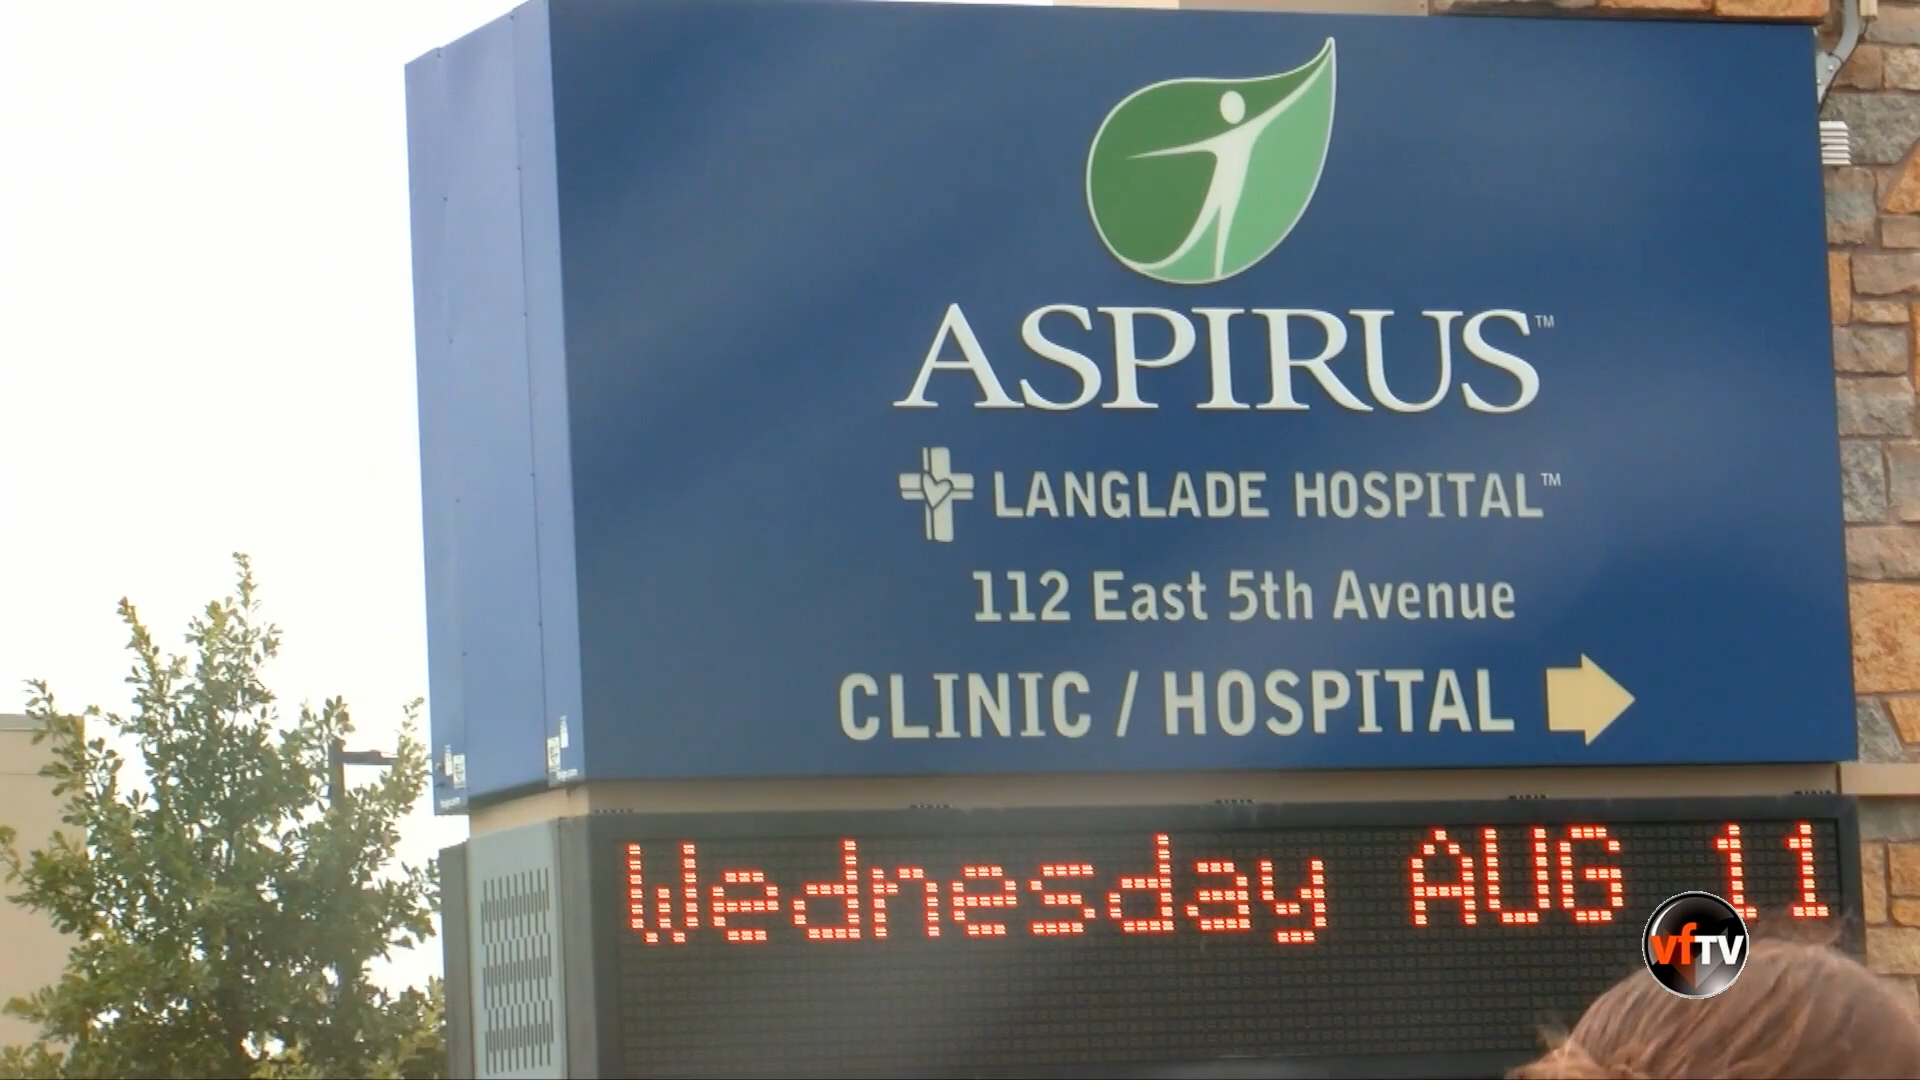 ASPIRUS™
LANGLADE HOSPITAL™
112 East 5th Avenue
CLINIC / HOSPITAL
Wednesday AUG 11
vfTV